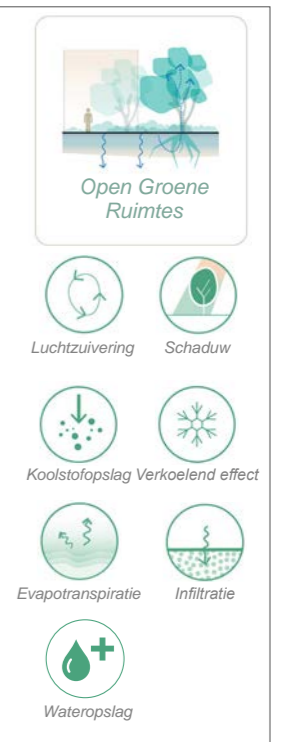 Open Groene
Ruimtes
Luchtzuivering Schaduw
Koolstofopslag Verkoelend effect
Evapotranspiratie Infiltratie
Wateropslag